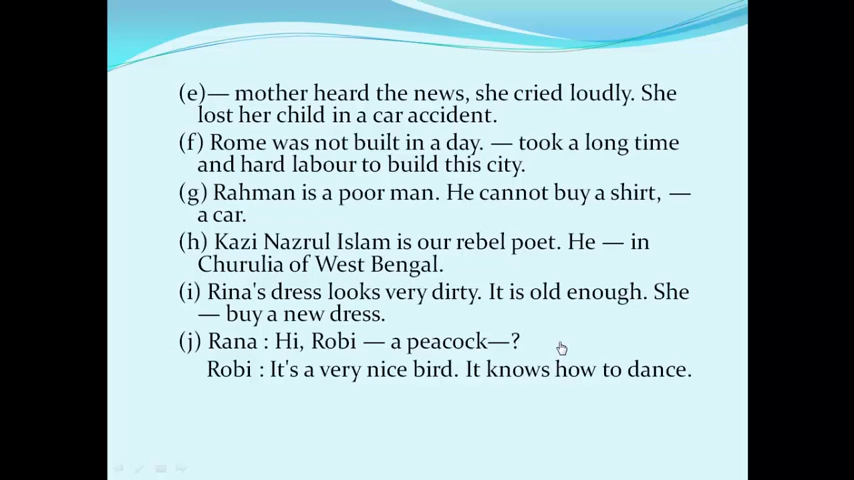 (e)— mother heard the news, she cried loudly. She
lost her child in a car accident.
(f) Rome was not built in a day. — took a long time
and hard labour to build this city.
(g) Rahman is a poor man. He cannot buy a shirt, —
a car.
(h) Kazi Nazrul Islam is our rebel poet. He — in
Churulia of West Bengal.
(i) Rina's dress looks very dirty. It is old enough. She
— buy a new dress.
(j) Rana : Hi, Robi — a peacock—?
Robi : It's a very nice bird. It knows how to dance.